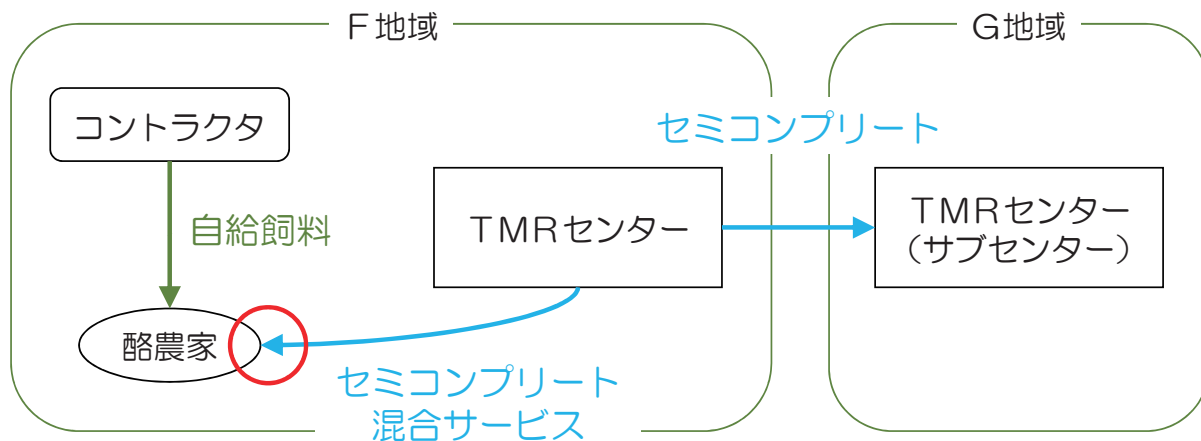 F地域
G地域
コントラクタ
セミコンプリート
自給飼料
TMRセンター
TMRセンター
(サブセンター)
酪農家
セミコンプリート
混合サービス